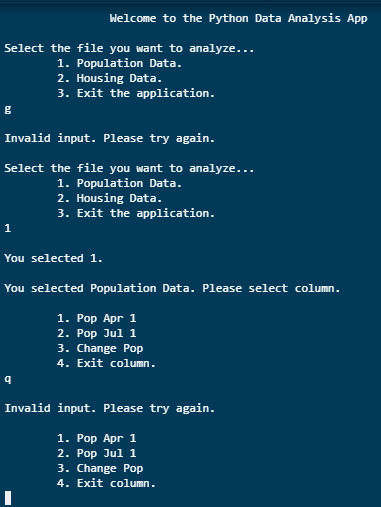 Welcome to the Python Data Analysis App
Select the file you want to analyze...
1. Population Data.
2. Housing Data.
3. Exit the application.
g
Invalid input. Please try again.
Select the file you want to analyze...
1. Population Data.
2. Housing Data.
3. Exit the application.
1
You selected 1.
You selected Population Data. Please select column.
1. Pop Apr 1
2. Pop Jul 1
3. Change Pop
4. Exit column.
q
Invalid input. Please try again.
1. Pop Apr 1
2. Pop Jul 1
3. Change Pop
4. Exit column.